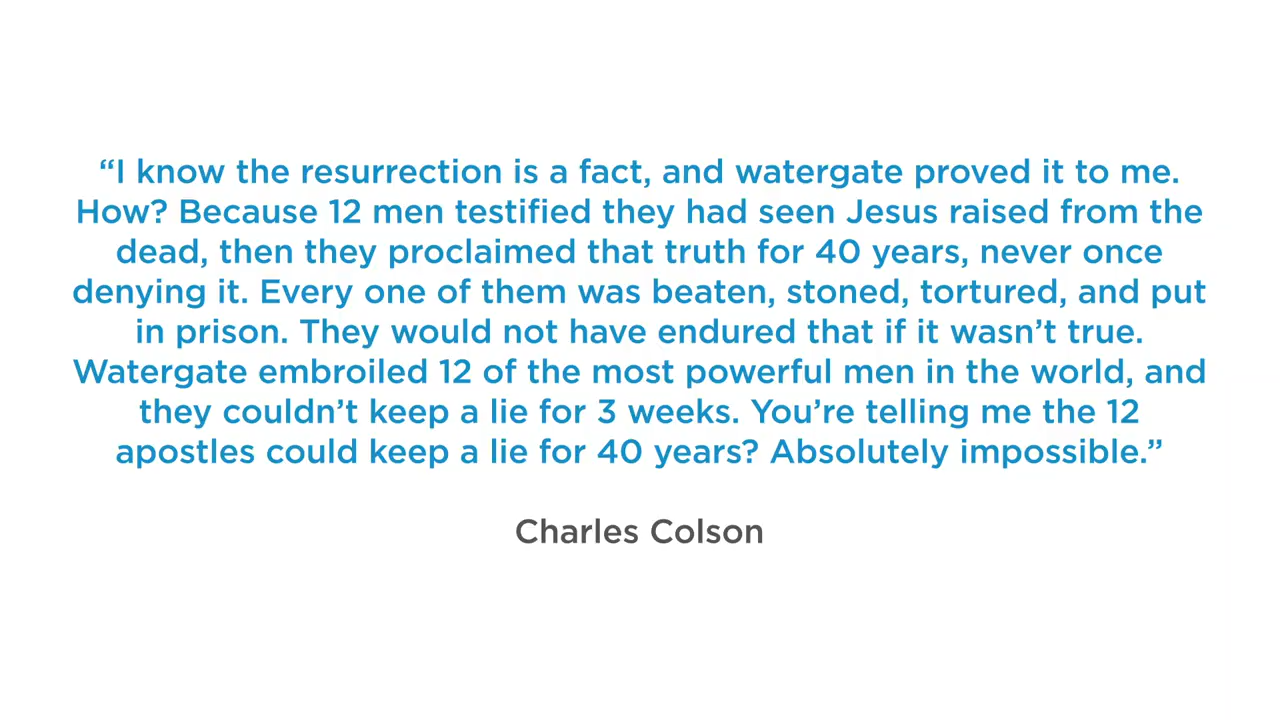 “I know the resurrection is a fact, and watergate proved it to me.
How? Because 12 men testified they had seen Jesus raised from the
dead, then they proclaimed that truth for 40 years, never once
denying it. Every one of them was beaten, stoned, tortured, and put
in prison. They would not have endured that if it wasn’t true.
Watergate embroiled 12 of the most powerful men in the world, and
they couldn’t keep a lie for 3 weeks. You’re telling me the 12
apostles could keep a lie for 40 years? Absolutely impossible.”
Charles Colson